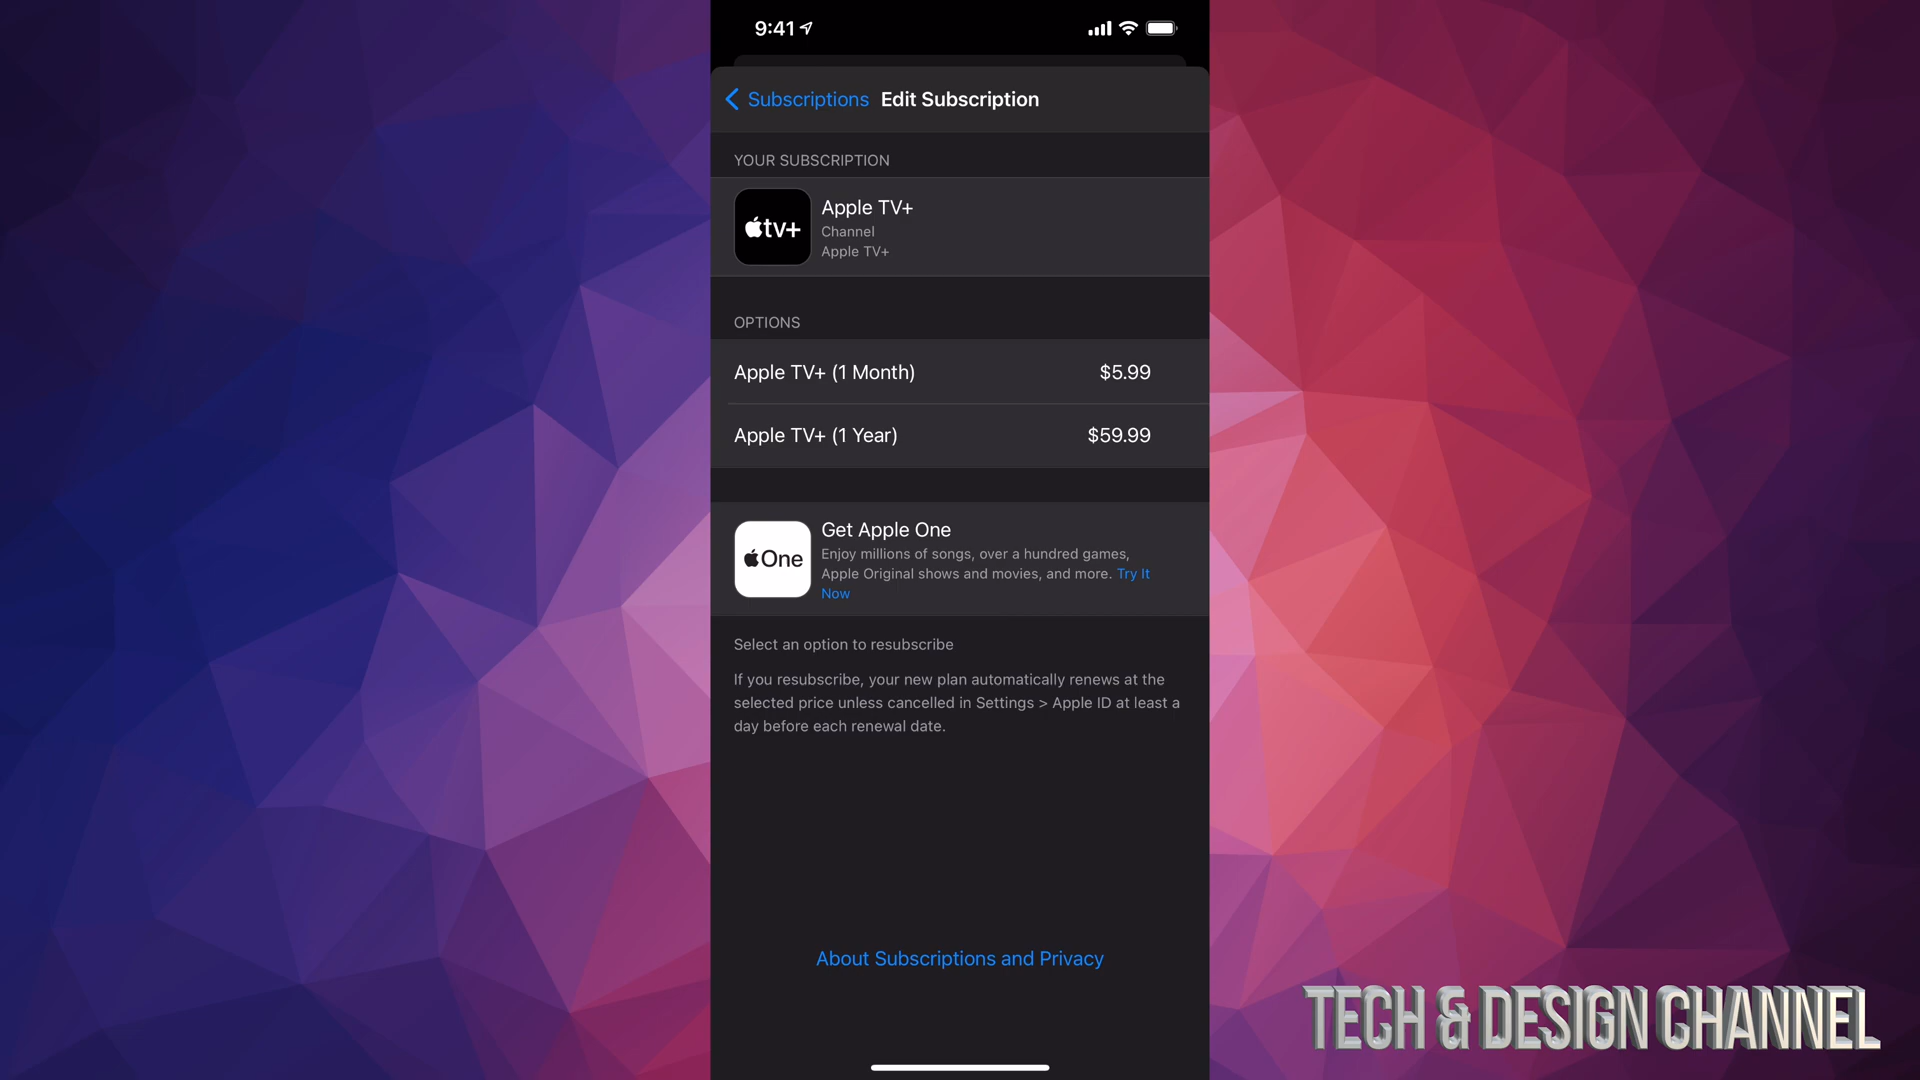 9:41
Subscriptions Edit Subscription
YOUR SUBSCRIPTION
tv+
Apple TV+
Channel
Apple TV+
OPTIONS
Apple TV+ (1 Month) $5.99
Apple TV+ (1 Year) $59.99
One
Get Apple One
Enjoy millions of songs, over a hundred games,
Apple Original shows and movies, and more. Try It
Now
Select an option to resubscribe
If you resubscribe, your new plan automatically renews at the
selected price unless cancelled in Settings > Apple ID at least a
day before each renewal date.
About Subscriptions and Privacy
TECH & DESIGN CHANNEL